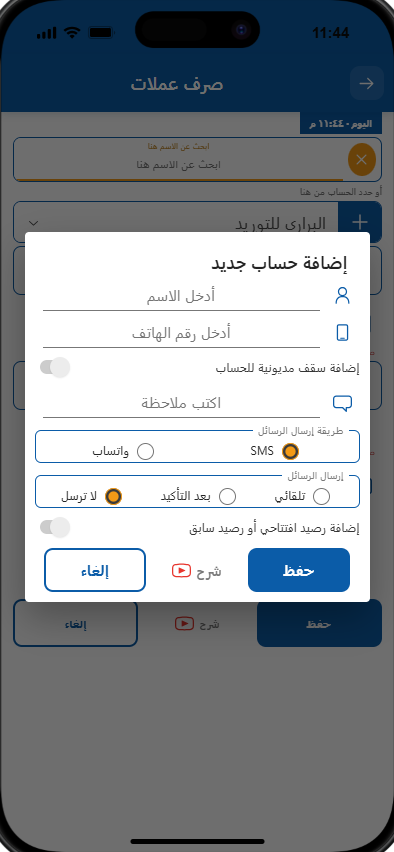 11:44
صرف عملات
اليوم - ١١:٤٤ م
ابحث عن الاسم هنا
ابحث عن الاسم هنا
أو حدد الحساب من هنا
البراري للتوريد
إضافة حساب جديد
أدخل الاسم
أدخل رقم الهاتف
إضافة سقف مديونية للحساب
اكتب ملاحظة
طريقة إرسال الرسائل
SMS واتساب
إرسال الرسائل
تلقائي بعد التأكيد لا ترسل
إضافة رصيد افتتاحي أو رصيد سابق
حفظ شرح إلغاء
حفظ شرح إلغاء